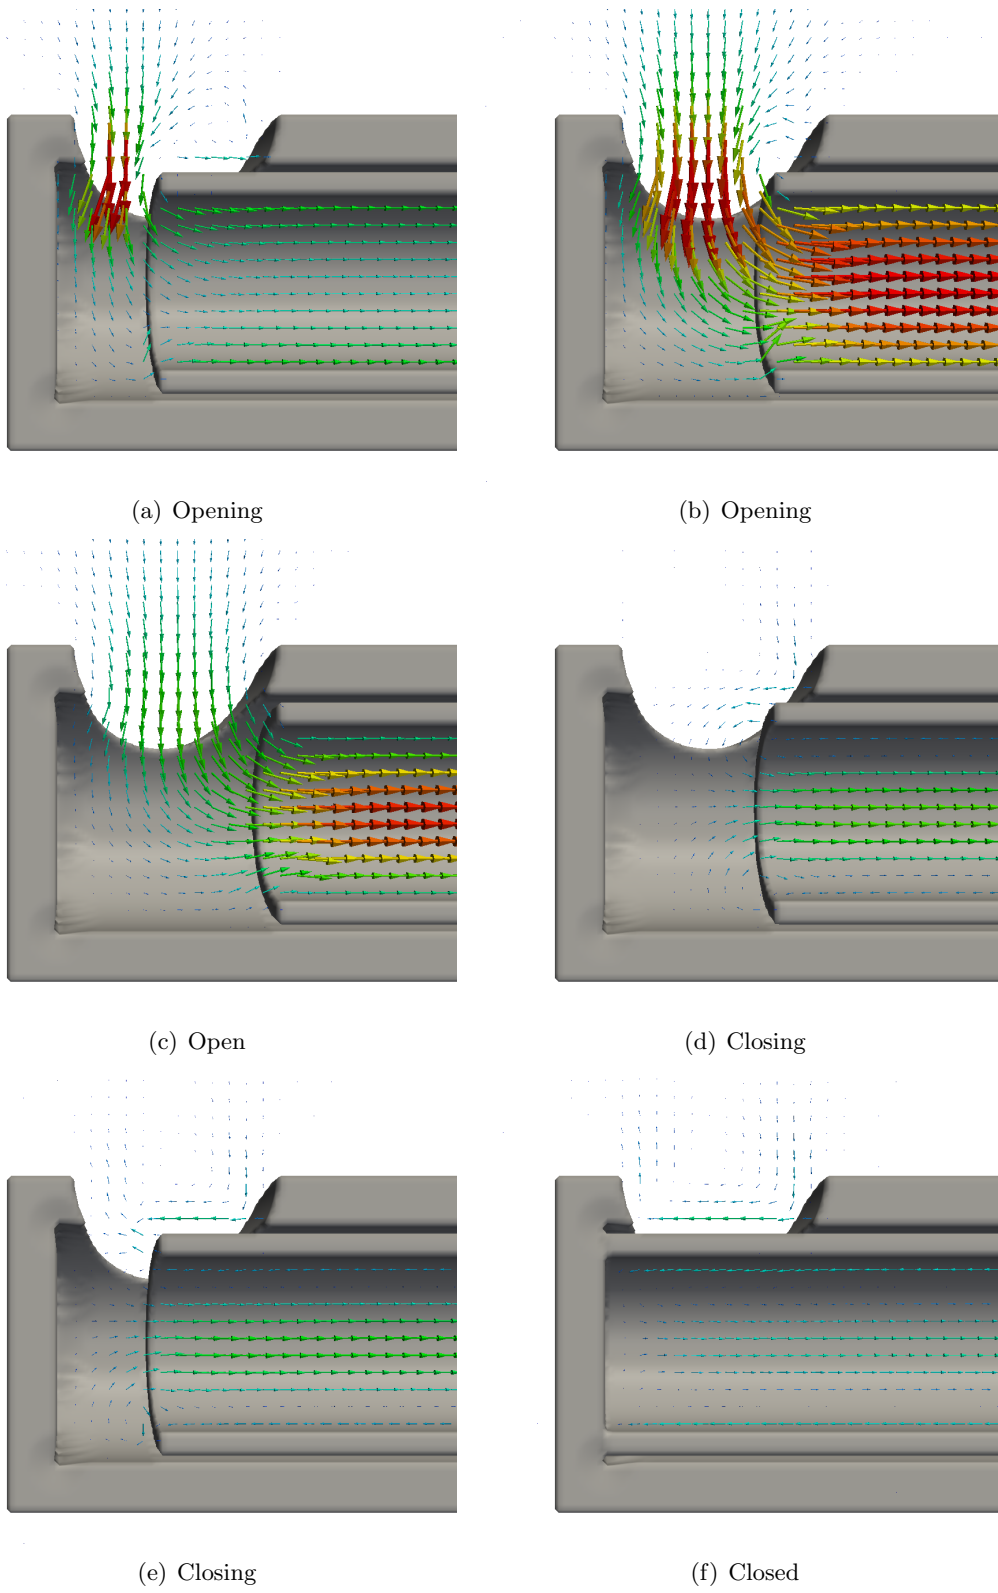 (a) Opening
(b) Opening
(c) Open
(d) Closing
(e) Closing
(f) Closed